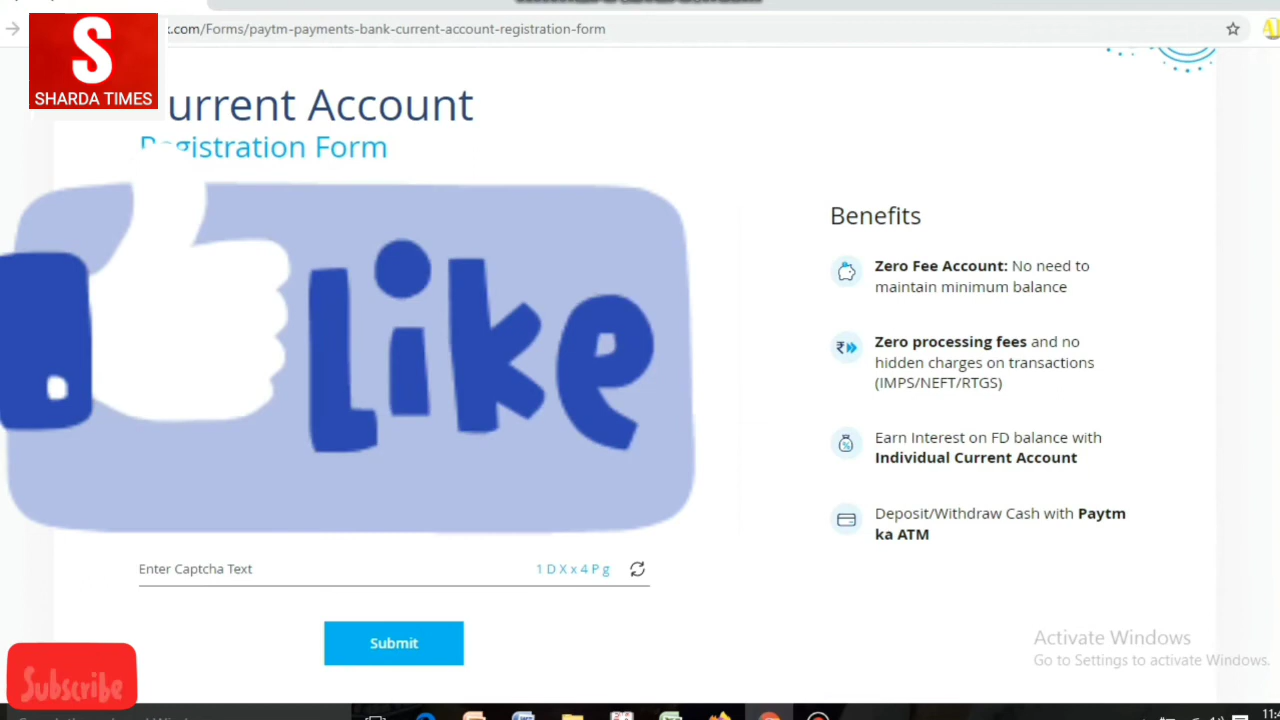 k.com/Forms/paytm-payments-bank-current-account-registration-form
S
SHARDA TIMES
urrent Account
Registration Form
Like
Benefits
Zero Fee Account: No need to
maintain minimum balance
Zero processing fees and no
hidden charges on transactions
(IMPS/NEFT/RTGS)
Earn Interest on FD balance with
Individual Current Account
Deposit/Withdraw Cash with Paytm
ka ATM
Enter Captcha Text
1 D X x 4 P g
Submit
Activate Windows
Go to Settings to activate Windows.
Subscribe